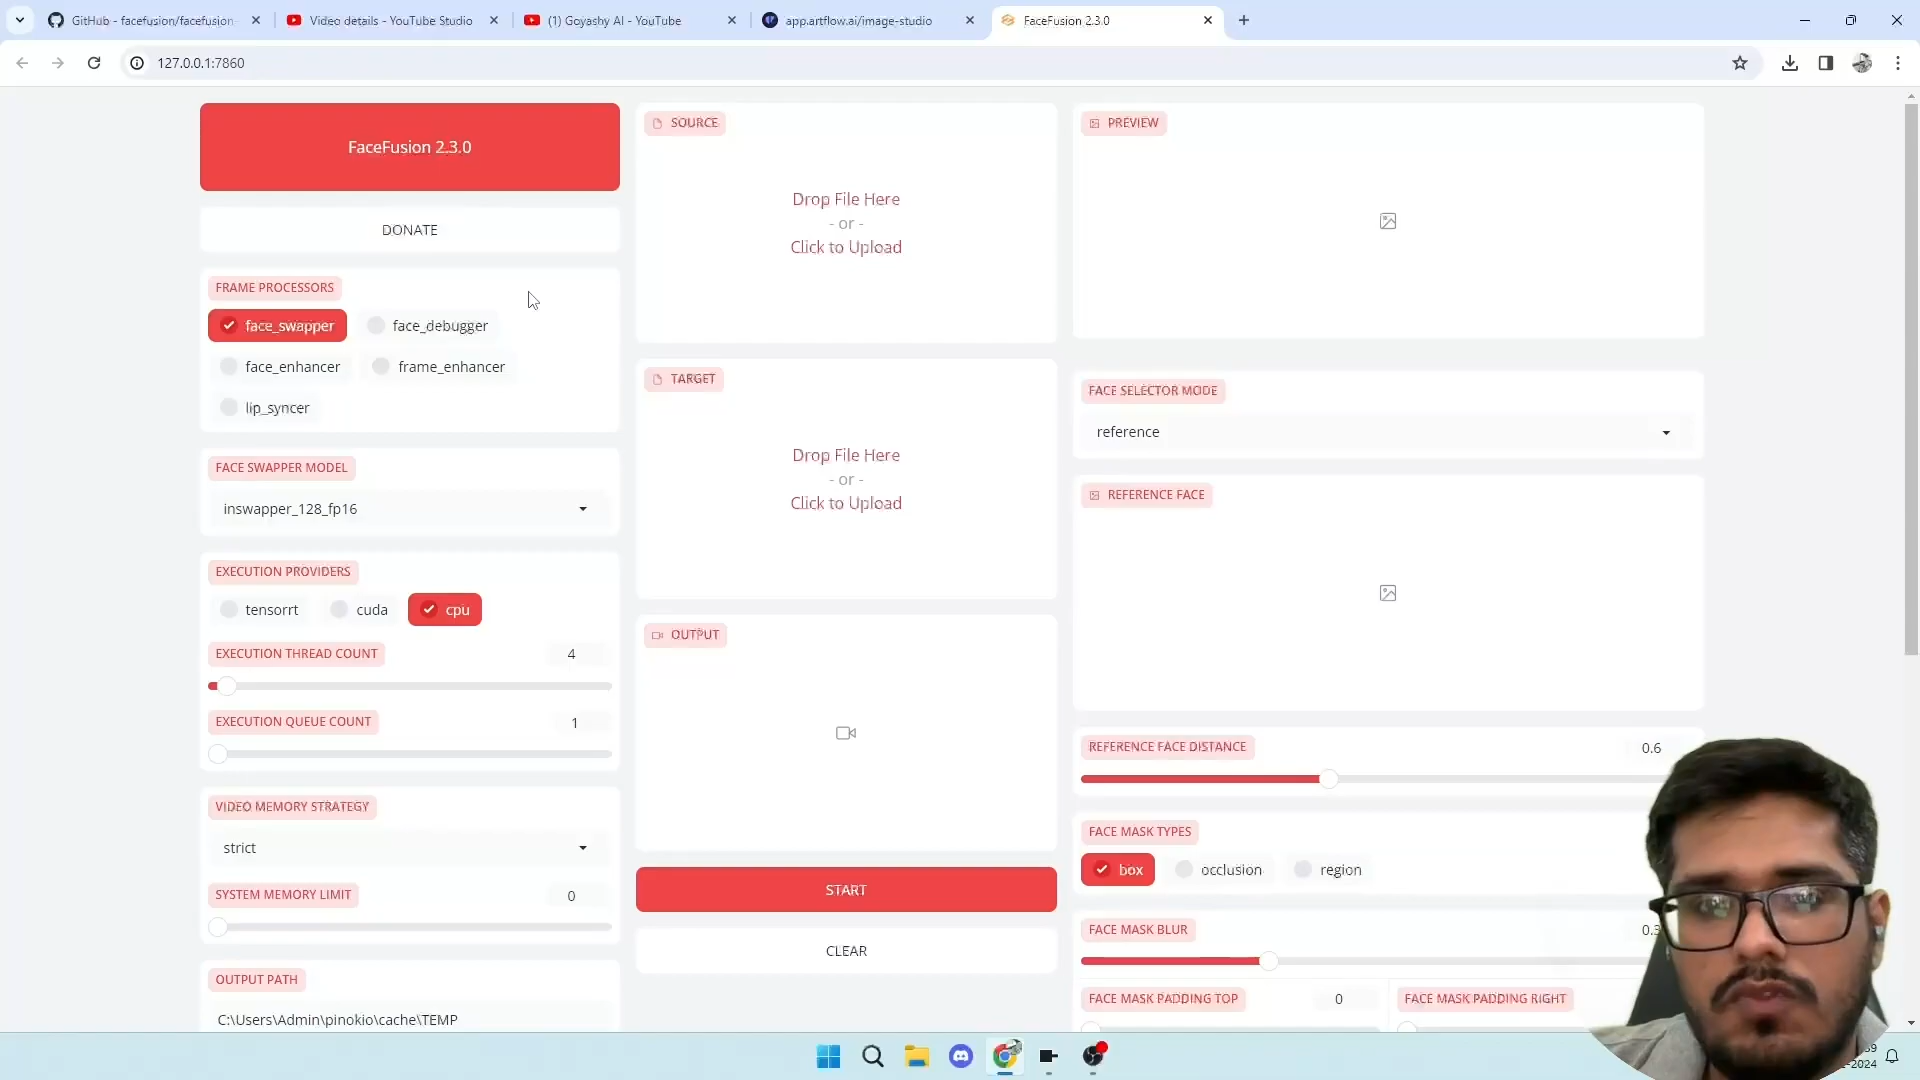 GitHub - facefusion/facefusion
Video details - YouTube Studio
(1) Goyashy AI - YouTube
app.artflow.ai/image-studio
FaceFusion 2.3.0
127.0.0.1:7860
FaceFusion 2.3.0
DONATE
FRAME PROCESSORS
face_swapper
face_debugger
face_enhancer
frame_enhancer
lip_syncer
FACE SWAPPER MODEL
inswapper_128_fp16
EXECUTION PROVIDERS
tensorrt
cuda
cpu
EXECUTION THREAD COUNT
4
EXECUTION QUEUE COUNT
1
VIDEO MEMORY STRATEGY
strict
SYSTEM MEMORY LIMIT
0
OUTPUT PATH
C:\Users\Admin\pinokio\cache\TEMP
SOURCE
Drop File Here
- or -
Click to Upload
TARGET
Drop File Here
- or -
Click to Upload
OUTPUT
START
CLEAR
PREVIEW
FACE SELECTOR MODE
reference
REFERENCE FACE
REFERENCE FACE DISTANCE
0.6
FACE MASK TYPES
box
occlusion
region
FACE MASK BLUR
0.3
FACE MASK PADDING TOP
0
FACE MASK PADDING RIGHT